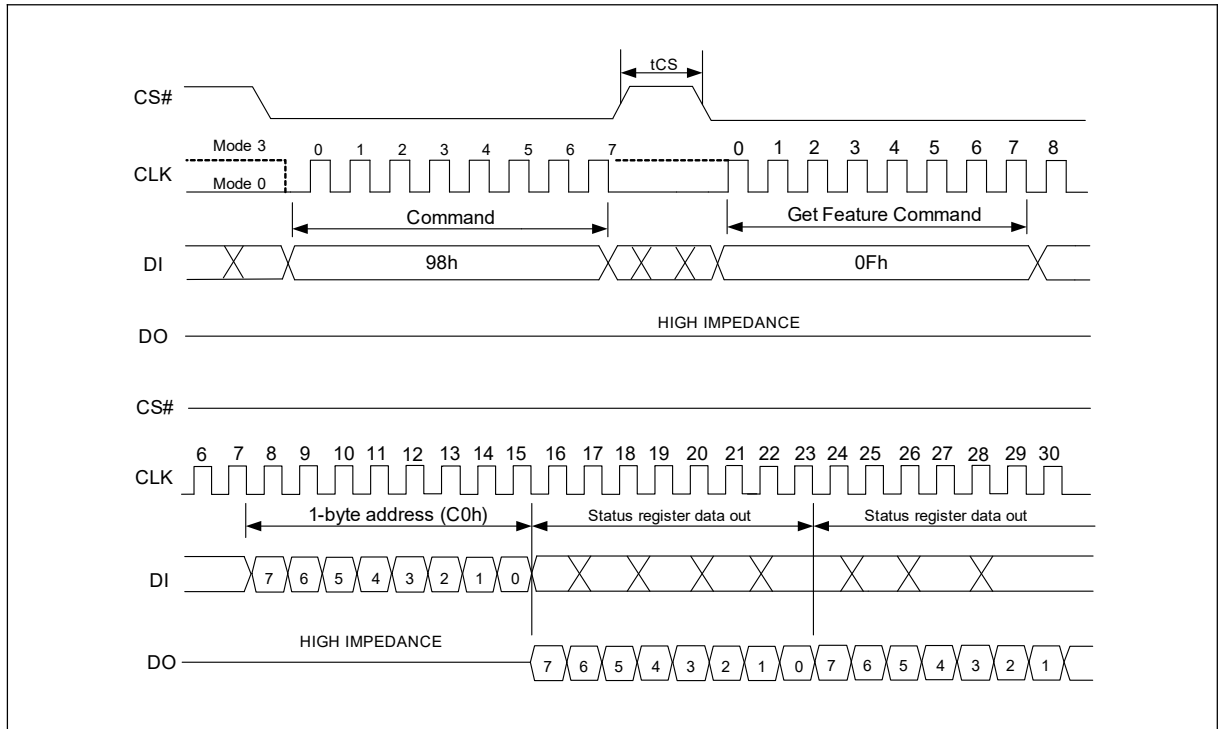 tCS
CS#
Mode 3
0 1 2 3 4 5 6 7 0 1 2 3 4 5 6 7 8
CLK
Mode 0
Command Get Feature Command
DI 98h 0Fh
HIGH IMPEDANCE
DO
CS#
6 7 8 9 10 11 12 13 14 15 16 17 18 19 20 21 22 23 24 25 26 27 28 29 30
CLK
1-byte address (C0h) Status register data out Status register data out
DI 7 6 5 4 3 2 1 0
HIGH IMPEDANCE
DO 7 6 5 4 3 2 1 0 7 6 5 4 3 2 1